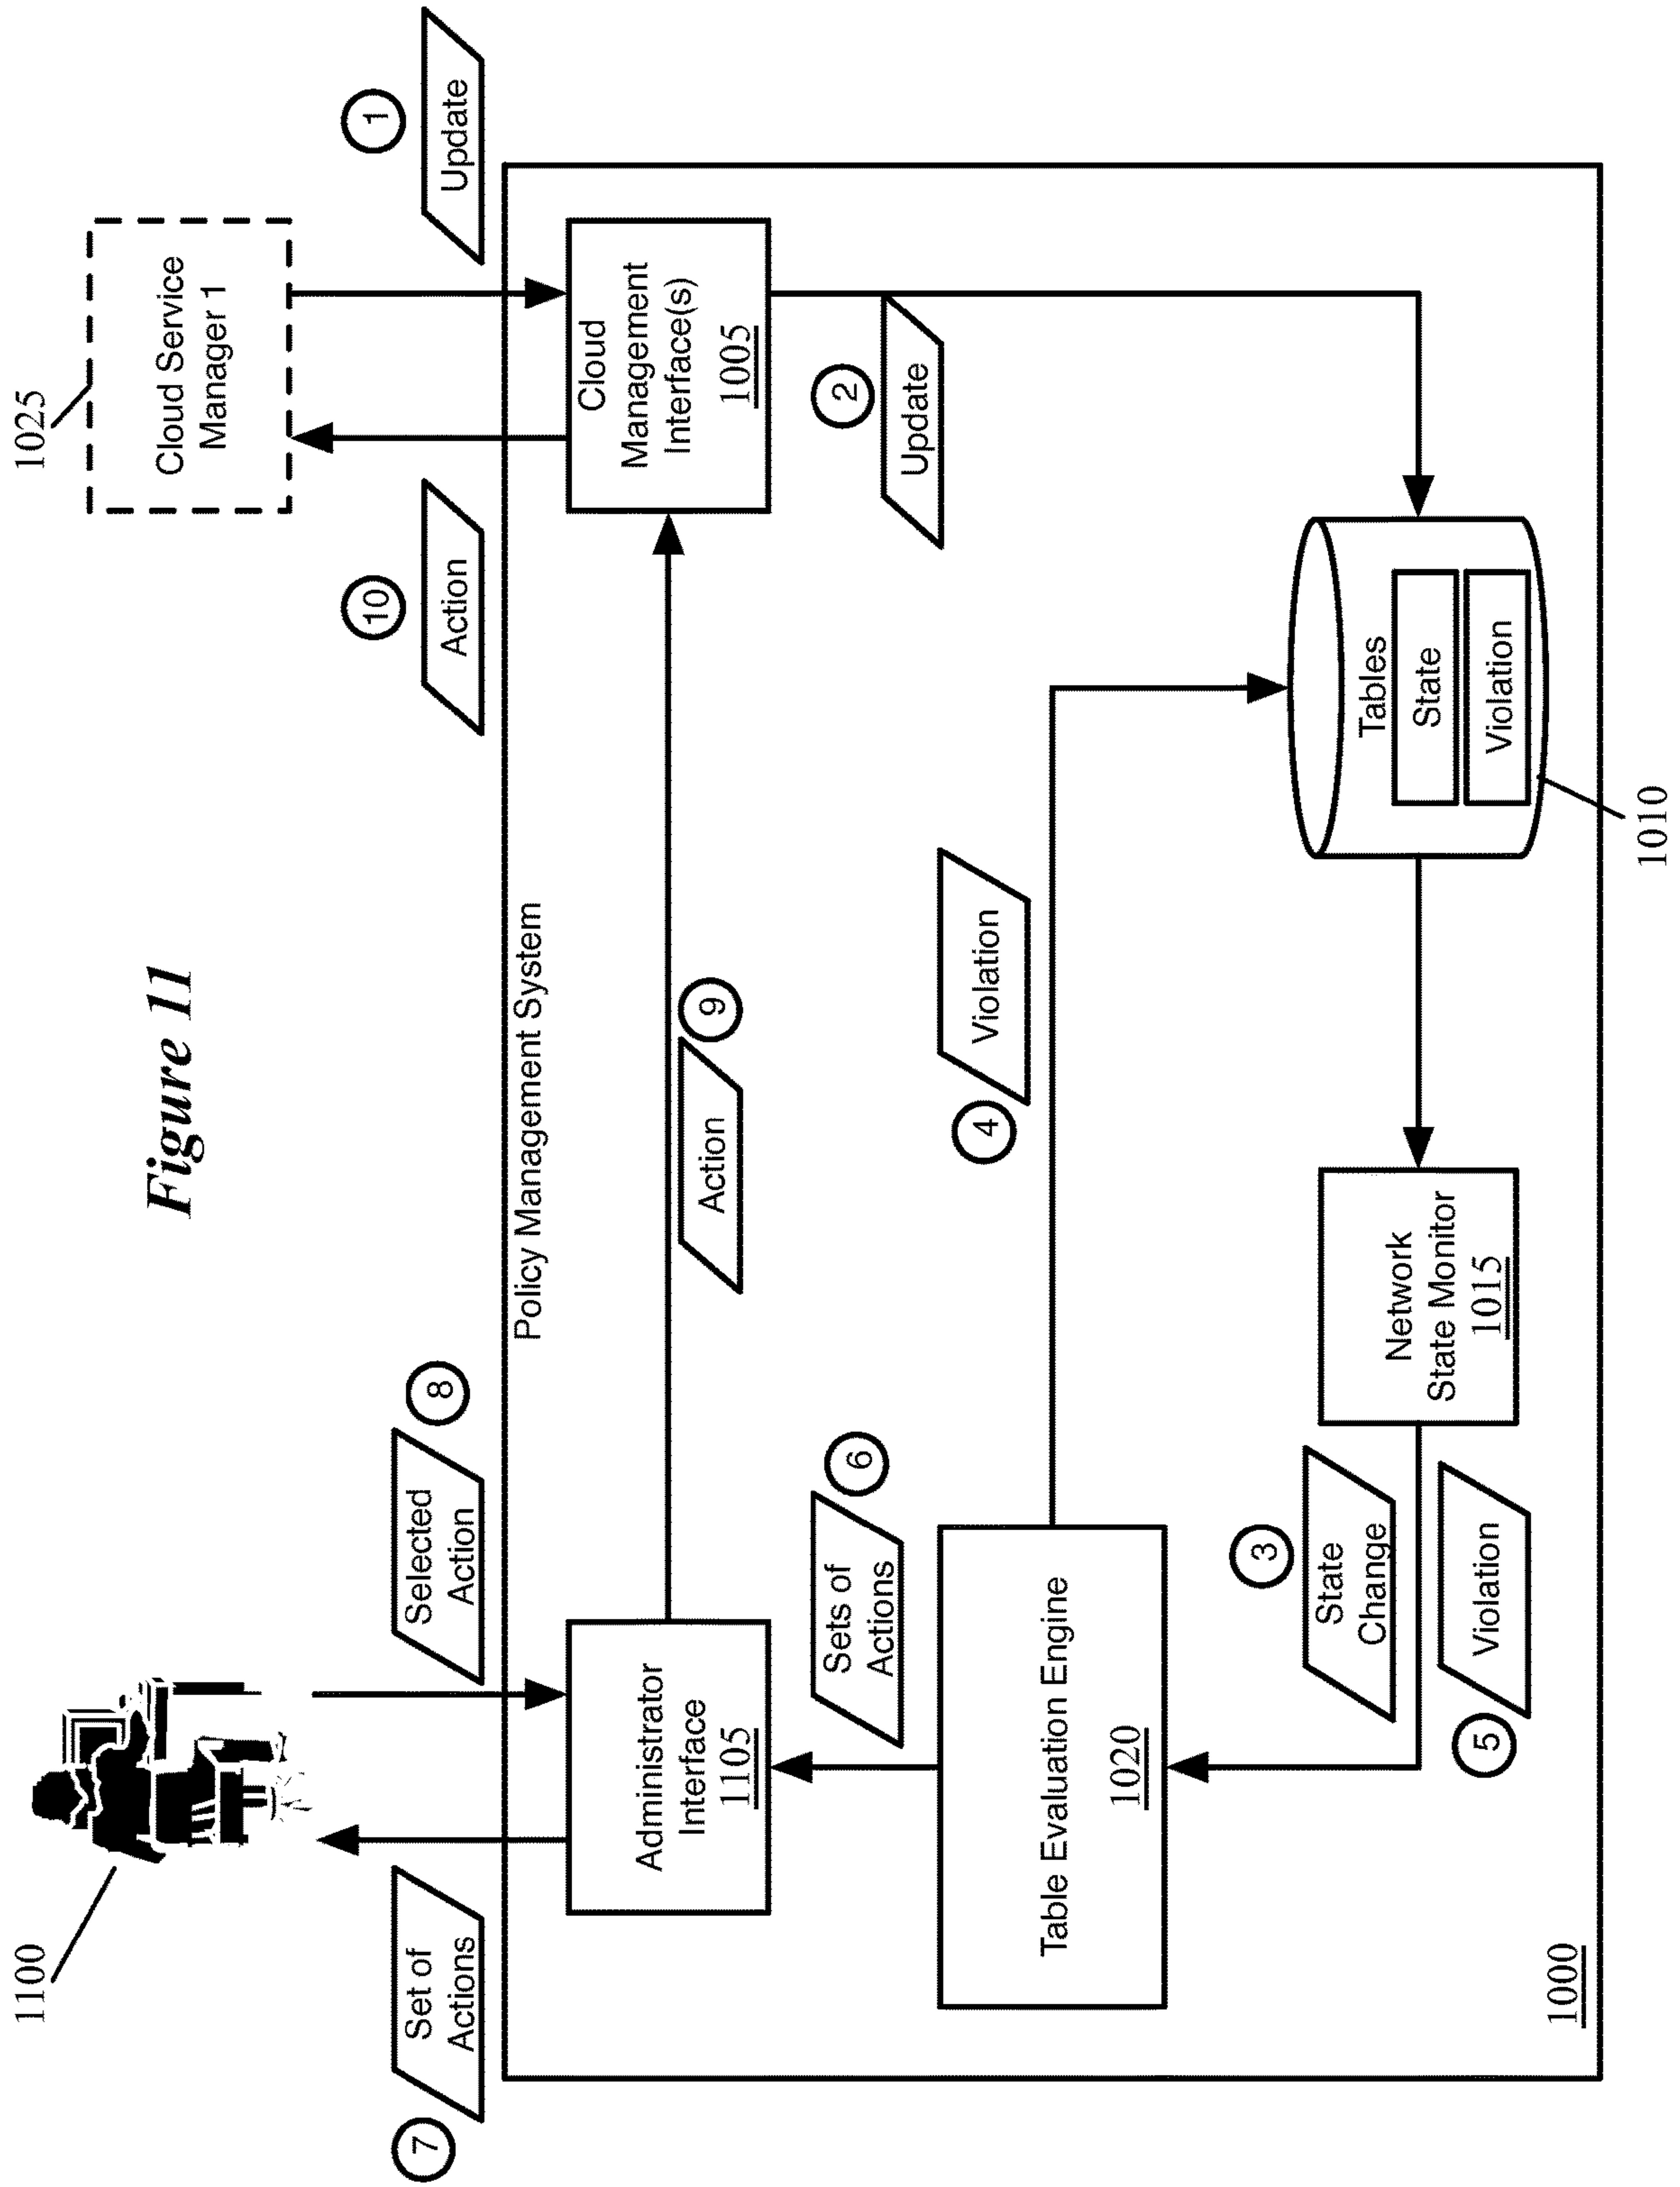 Figure 11
1100
1025
Cloud Service
Manager 1
7
Set of
Actions
Selected
Action
8
10
Action
1
Update
Policy Management System
Administrator
Interface
1105
Action
9
Cloud
Management
Interface(s)
1005
Sets of
Actions
6
2
Update
Table Evaluation Engine
1020
4
Violation
3
State
Change
5
Violation
Network
State Monitor
1015
Tables
State
Violation
1010
1000